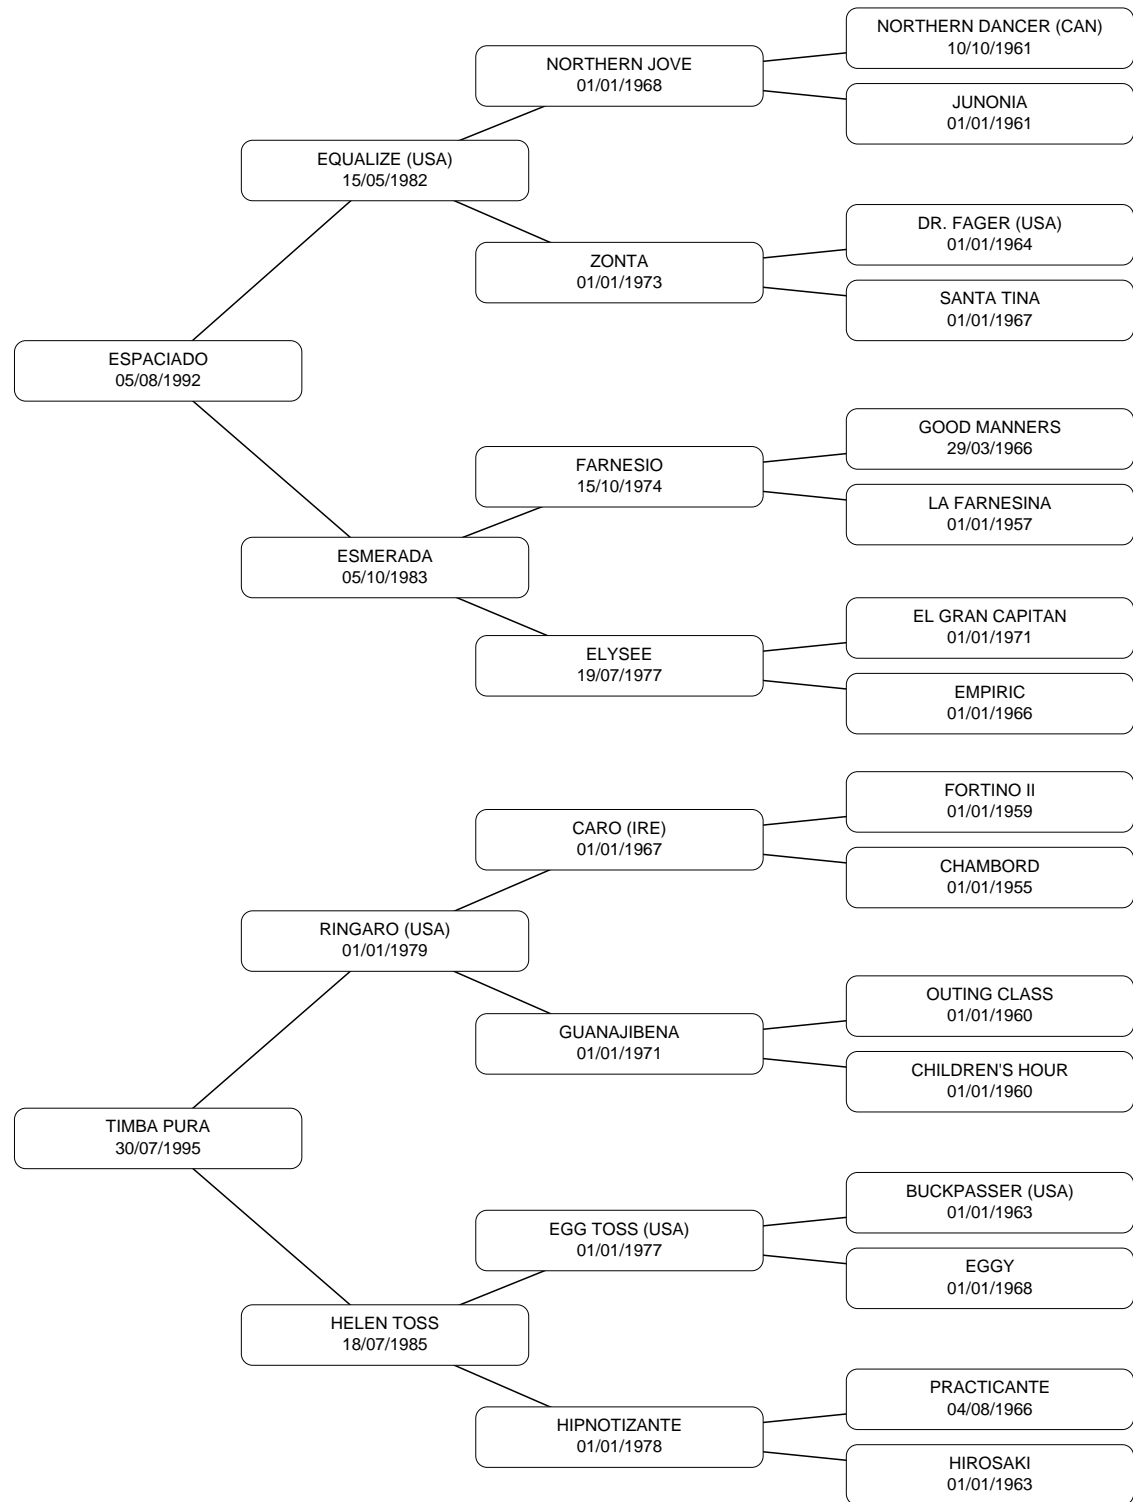 NORTHERN DANCER (CAN)
10/10/1961
NORTHERN JOVE
01/01/1968
JUNONIA
01/01/1961
EQUALIZE (USA)
15/05/1982
DR. FAGER (USA)
01/01/1964
ZONTA
01/01/1973
SANTA TINA
01/01/1967
ESPACIADO
05/08/1992
GOOD MANNERS
29/03/1966
FARNESIO
15/10/1974
LA FARNESINA
01/01/1957
ESMERADA
05/10/1983
EL GRAN CAPITAN
01/01/1971
ELYSEE
19/07/1977
EMPIRIC
01/01/1966
FORTINO II
01/01/1959
CARO (IRE)
01/01/1967
CHAMBORD
01/01/1955
RINGARO (USA)
01/01/1979
OUTING CLASS
01/01/1960
GUANAJIBENA
01/01/1971
CHILDREN'S HOUR
01/01/1960
TIMBA PURA
30/07/1995
BUCKPASSER (USA)
01/01/1963
EGG TOSS (USA)
01/01/1977
EGGY
01/01/1968
HELEN TOSS
18/07/1985
PRACTICANTE
04/08/1966
HIPNOTIZANTE
01/01/1978
HIROSAKI
01/01/1963